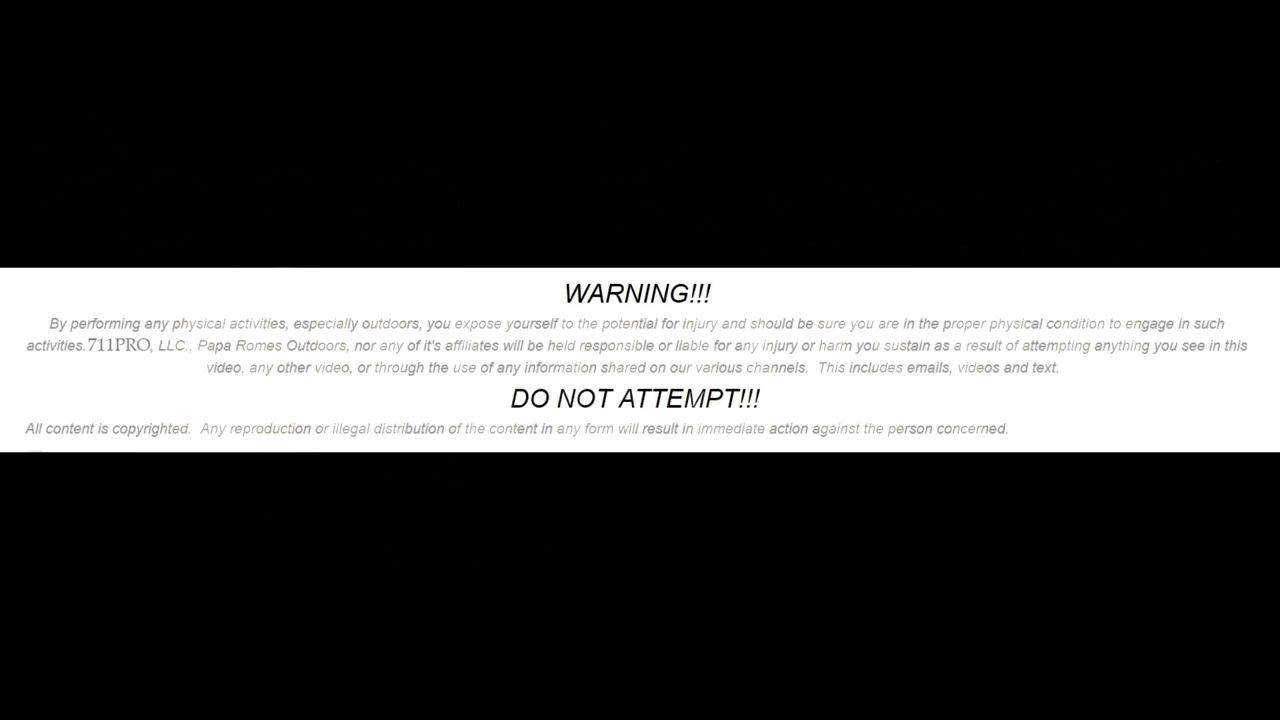 WARNING!!!
By performing any physical activities, especially outdoors, you expose yourself to the potential for injury and should be sure you are in the proper physical condition to engage in such
activities.711PRO, LLC., Papa Romes Outdoors, nor any of it's affiliates will be held responsible or liable for any injury or harm you sustain as a result of attempting anything you see in this
video, any other video, or through the use of any information shared on our various channels.  This includes emails, videos and text.
DO NOT ATTEMPT!!!
All content is copyrighted.  Any reproduction or illegal distribution of the content in any form will result in immediate action against the person concerned.